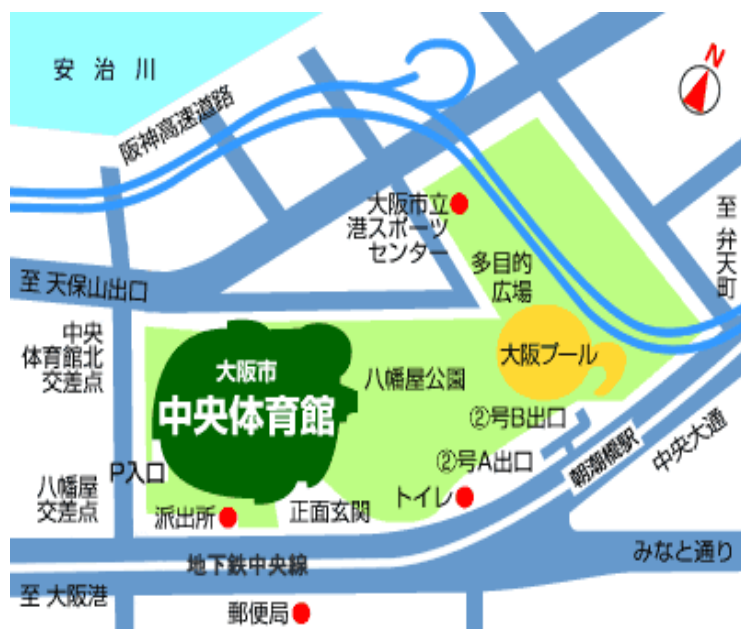 安治川
N
阪神高速道路
大阪市立
港スポーツ
センター
至
弁
天
町
多目的
広場
至 天保山出口
中央
体育館北
交差点
大阪市
中央体育館
八幡屋公園
大阪プール
②号B出口
②号A出口
朝潮橋駅
中央大通
P入口
八幡屋
交差点
派出所
正面玄関
トイレ
地下鉄中央線
みなと通り
至 大阪港
郵便局